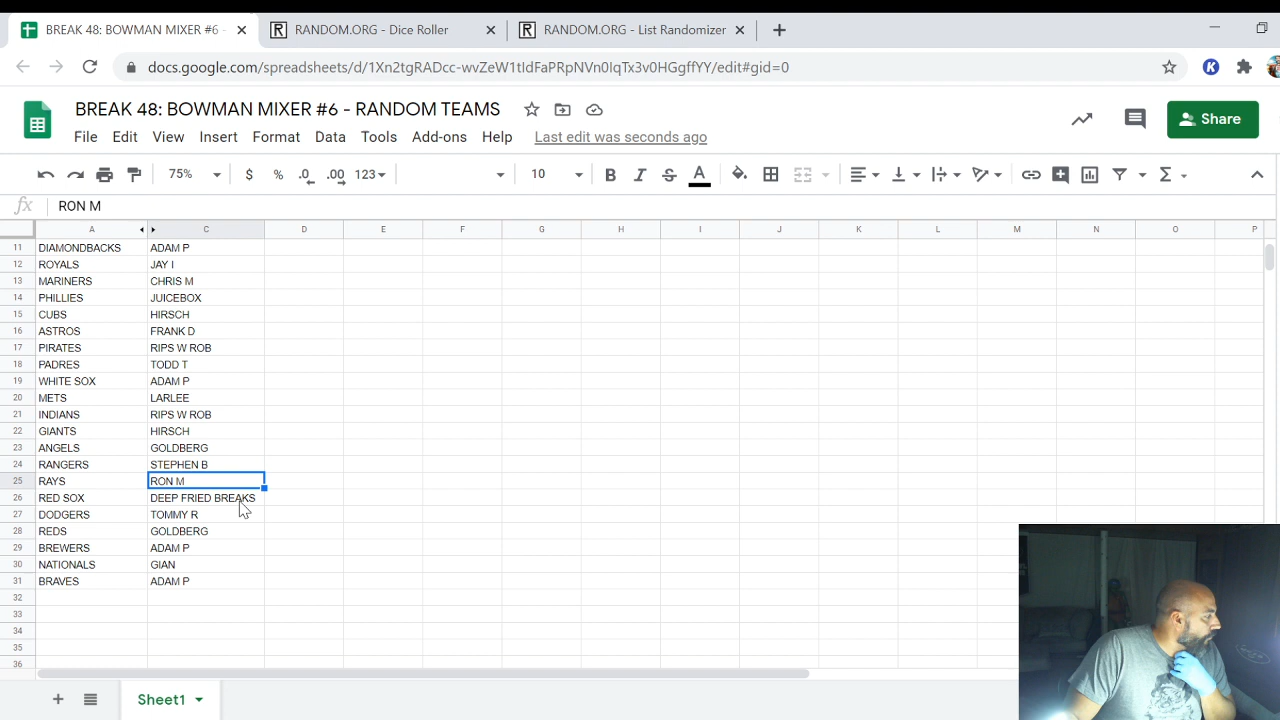 BREAK 48: BOWMAN MIXER #6 -
RANDOM.ORG - Dice Roller
RANDOM.ORG - List Randomizer
docs.google.com/spreadsheets/d/1Xn2tgRADcc-wvZeW1tIdFaPRpNVn0IqTx3v0HGgffYY/edit#gid=0
BREAK 48: BOWMAN MIXER #6 - RANDOM TEAMS
File Edit View Insert Format Data Tools Add-ons Help Last edit was seconds ago
Share
75% $ % .0 .00 123 10 B I S A
fx RON M
A C D E F G H I J K L M N O P
11 DIAMONDBACKS ADAM P
12 ROYALS JAY I
13 MARINERS CHRIS M
14 PHILLIES JUICEBOX
15 CUBS HIRSCH
16 ASTROS FRANK D
17 PIRATES RIPS W ROB
18 PADRES TODD T
19 WHITE SOX ADAM P
20 METS LARLEE
21 INDIANS RIPS W ROB
22 GIANTS HIRSCH
23 ANGELS GOLDBERG
24 RANGERS STEPHEN B
25 RAYS RON M
26 RED SOX DEEP FRIED BREAKS
27 DODGERS TOMMY R
28 REDS GOLDBERG
29 BREWERS ADAM P
30 NATIONALS GIAN
31 BRAVES ADAM P
32
33
34
35
36
Sheet1